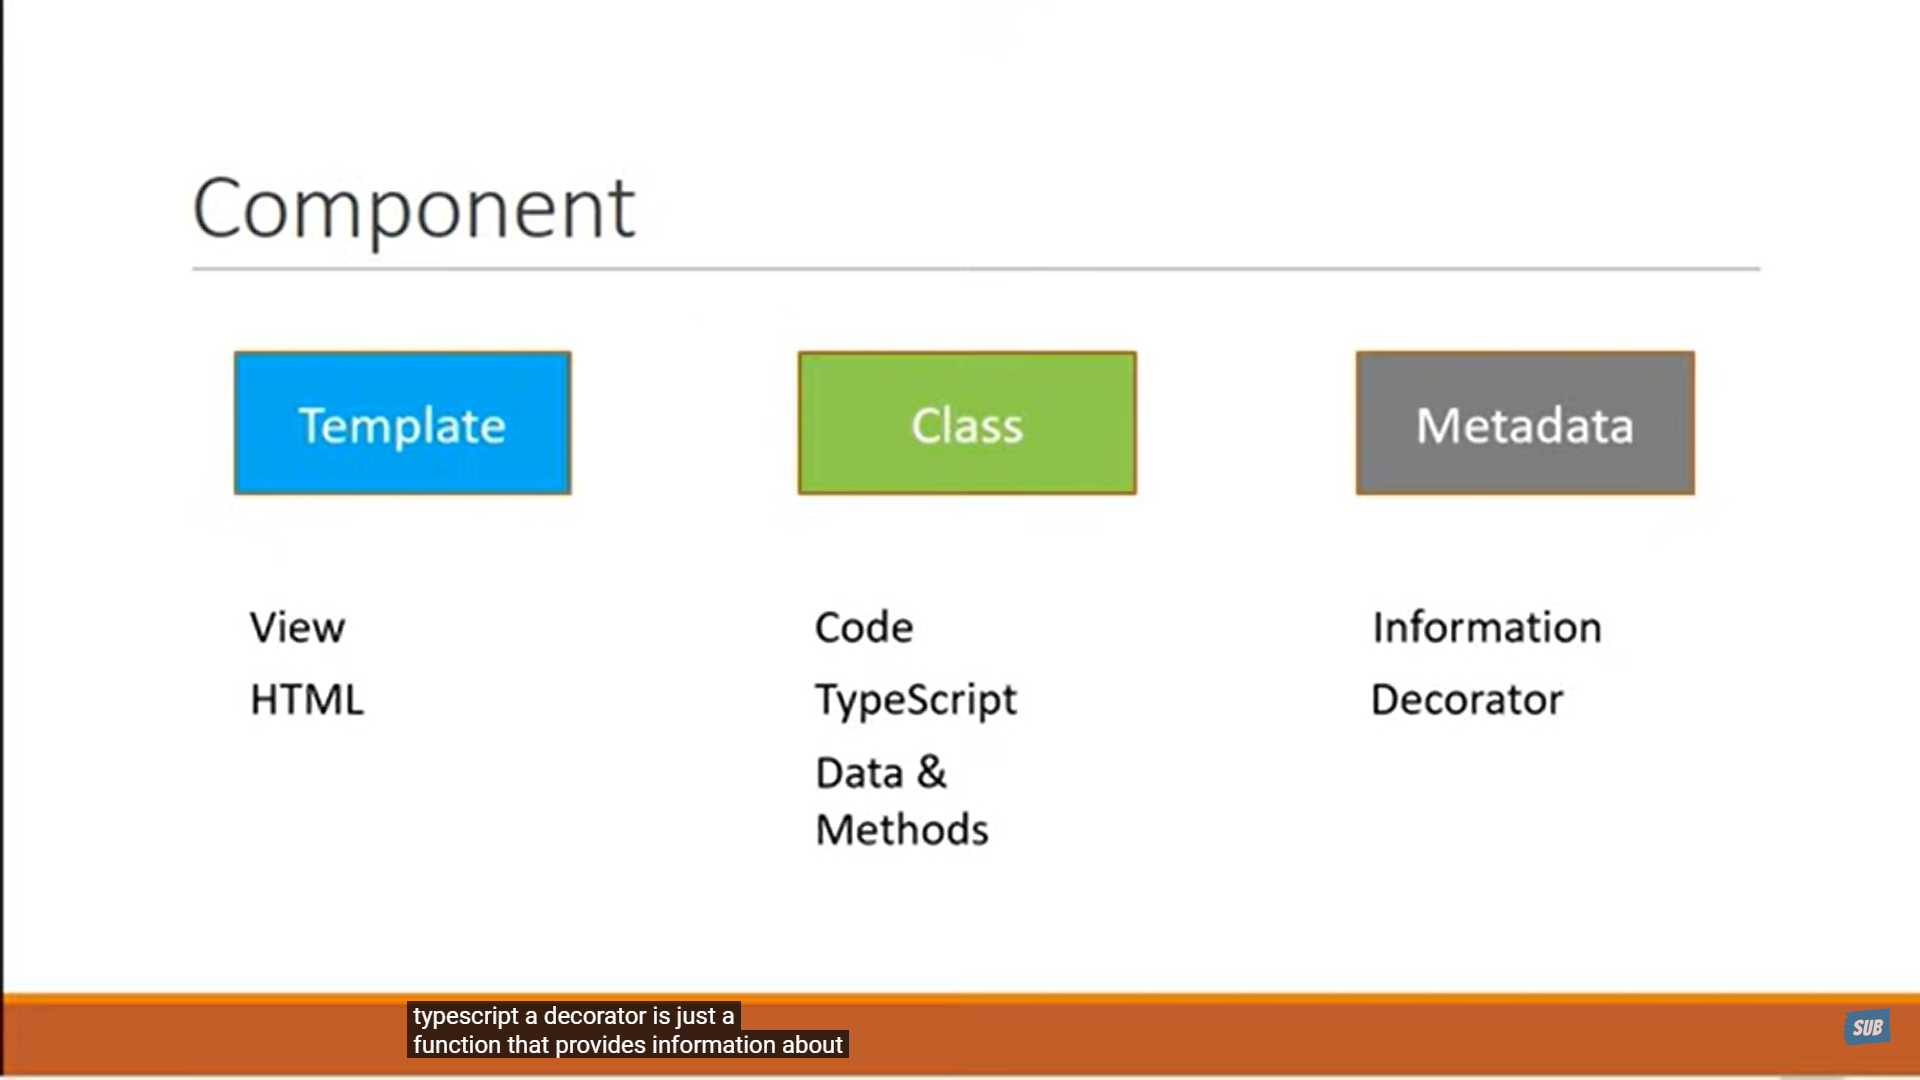 Component
Template
Class
Metadata
View
HTML
Code
TypeScript
Data &
Methods
Information
Decorator
typescript a decorator is just a
function that provides information about
SUB